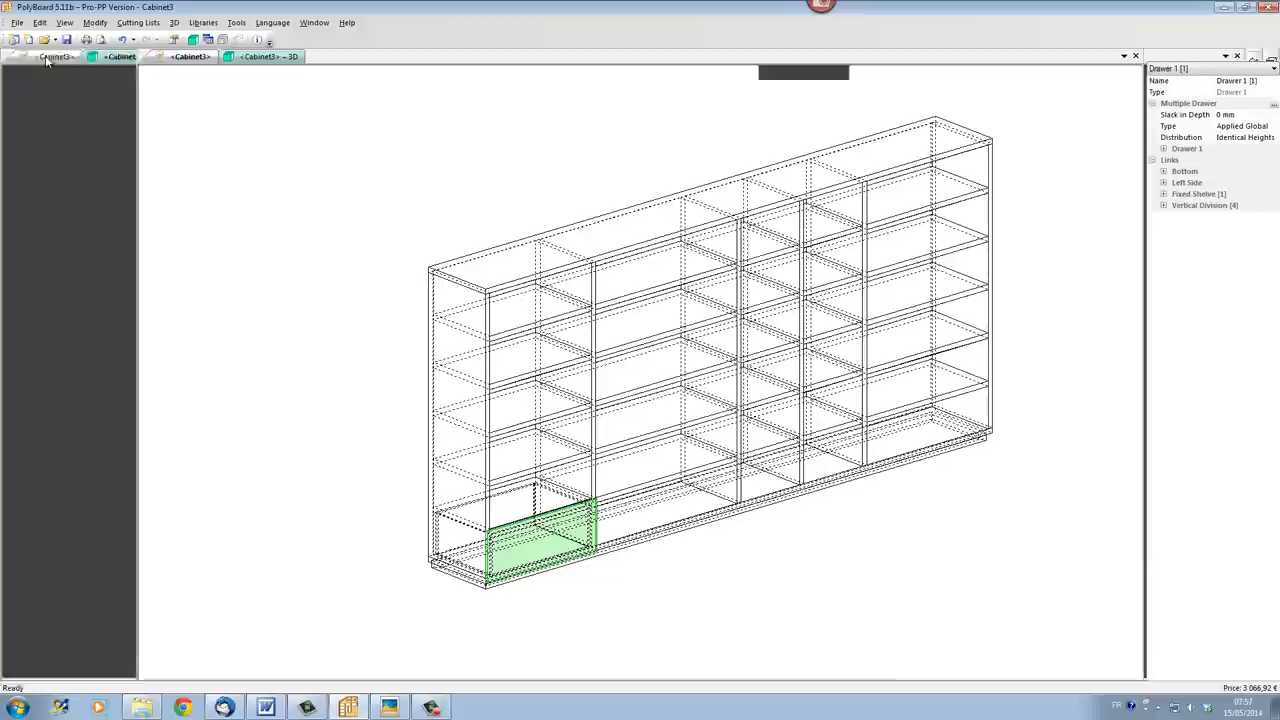 PolyBoard 5.11b - Pro-PP Version - Cabinet3
File Edit View Modify Cutting Lists 3D Libraries Tools Language Window Help
Cabinet3> <Cabinet <Cabinet3> <Cabinet3> – 3D
Drawer 1 [1]
Name Drawer 1 [1]
Type Drawer 1
Multiple Drawer ...
Slack in Depth 0 mm
Type Applied Global
Distribution Identical Heights
Drawer 1
Links
Bottom
Left Side
Fixed Shelve [1]
Vertical Division [4]
Ready
Price: 3 066,92 €
FR
07:57
15/05/2014